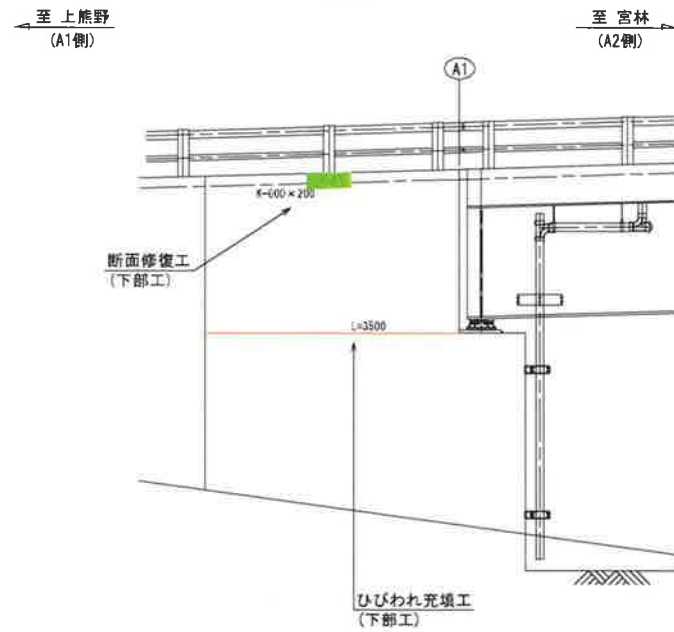 至 上熊野
(A1側)
至 宮林
(A2側)
A1
K=600×200
断面修復工
(下部工)
L=3500
ひびわれ充填工
(下部工)